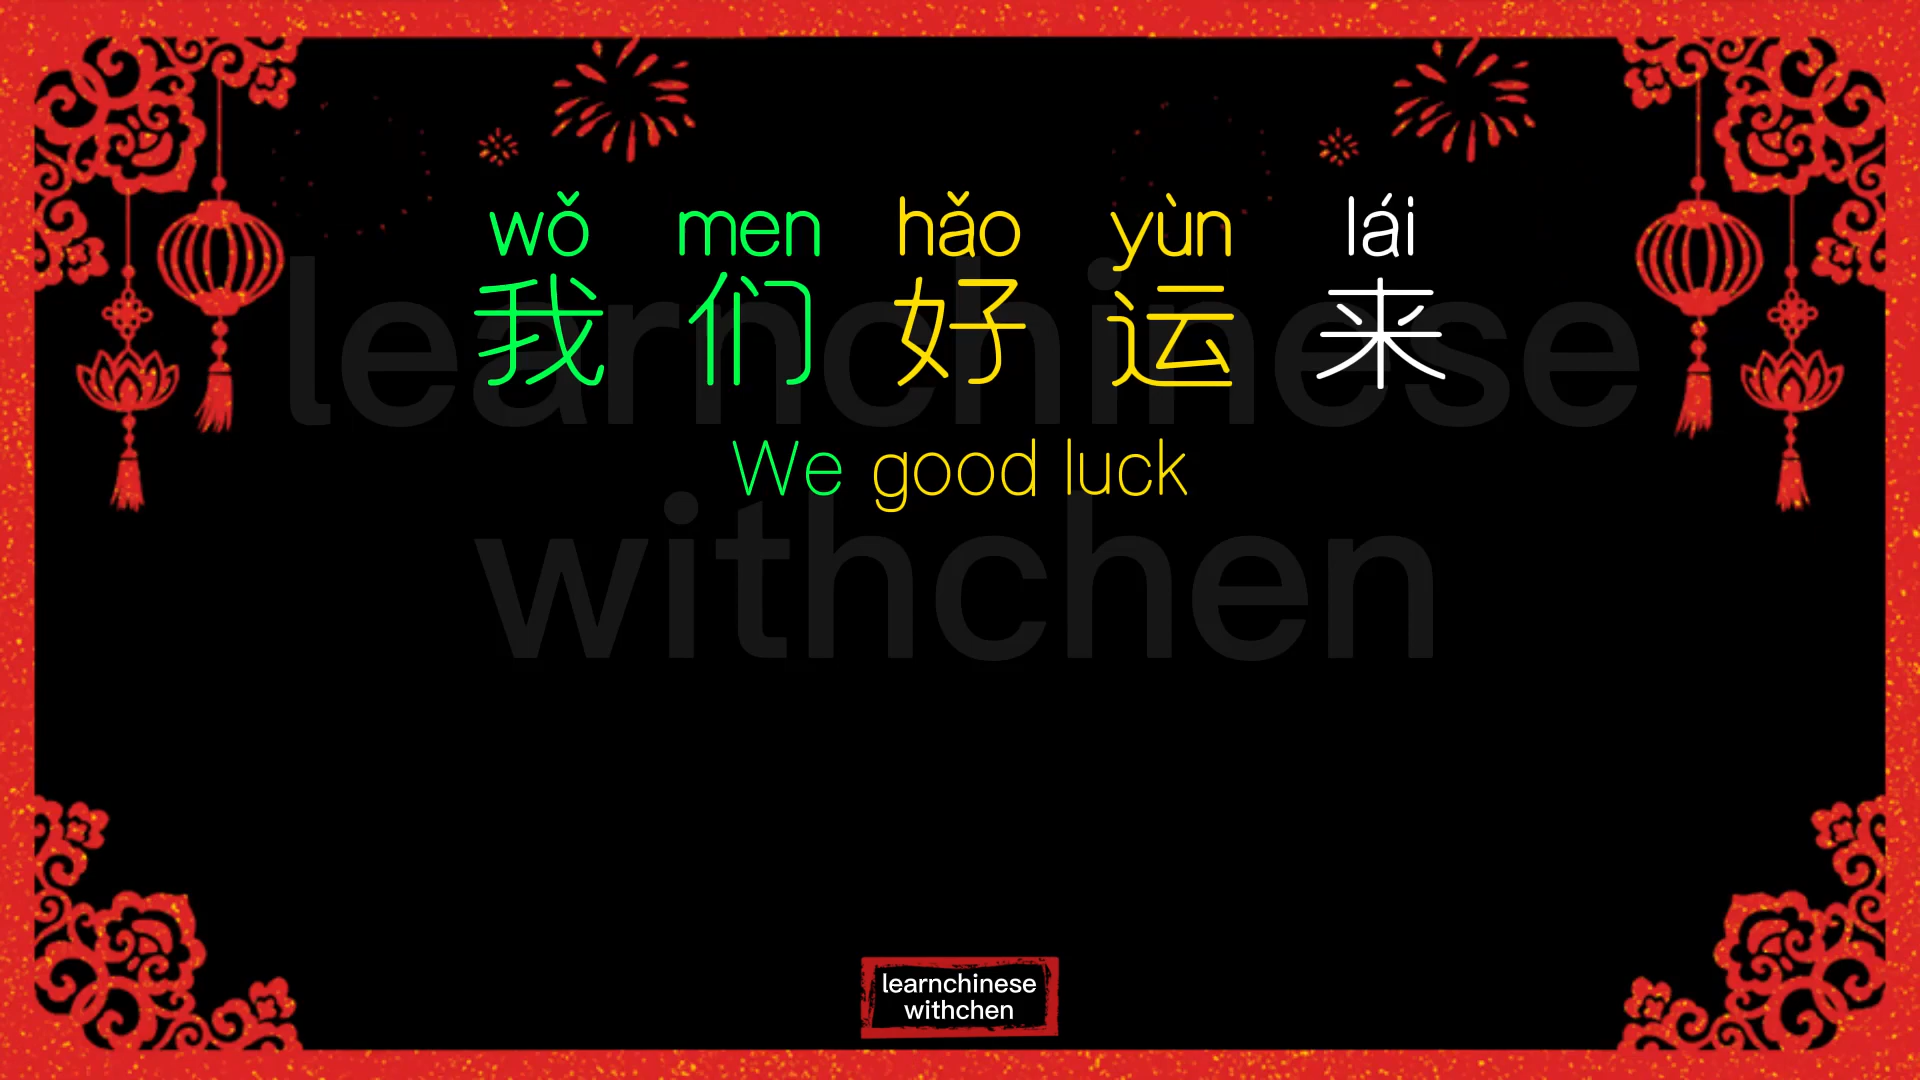 wǒ men hǎo yùn lái
我们好运来
We good luck
learnchinese
withchen
learnchinese
withchen